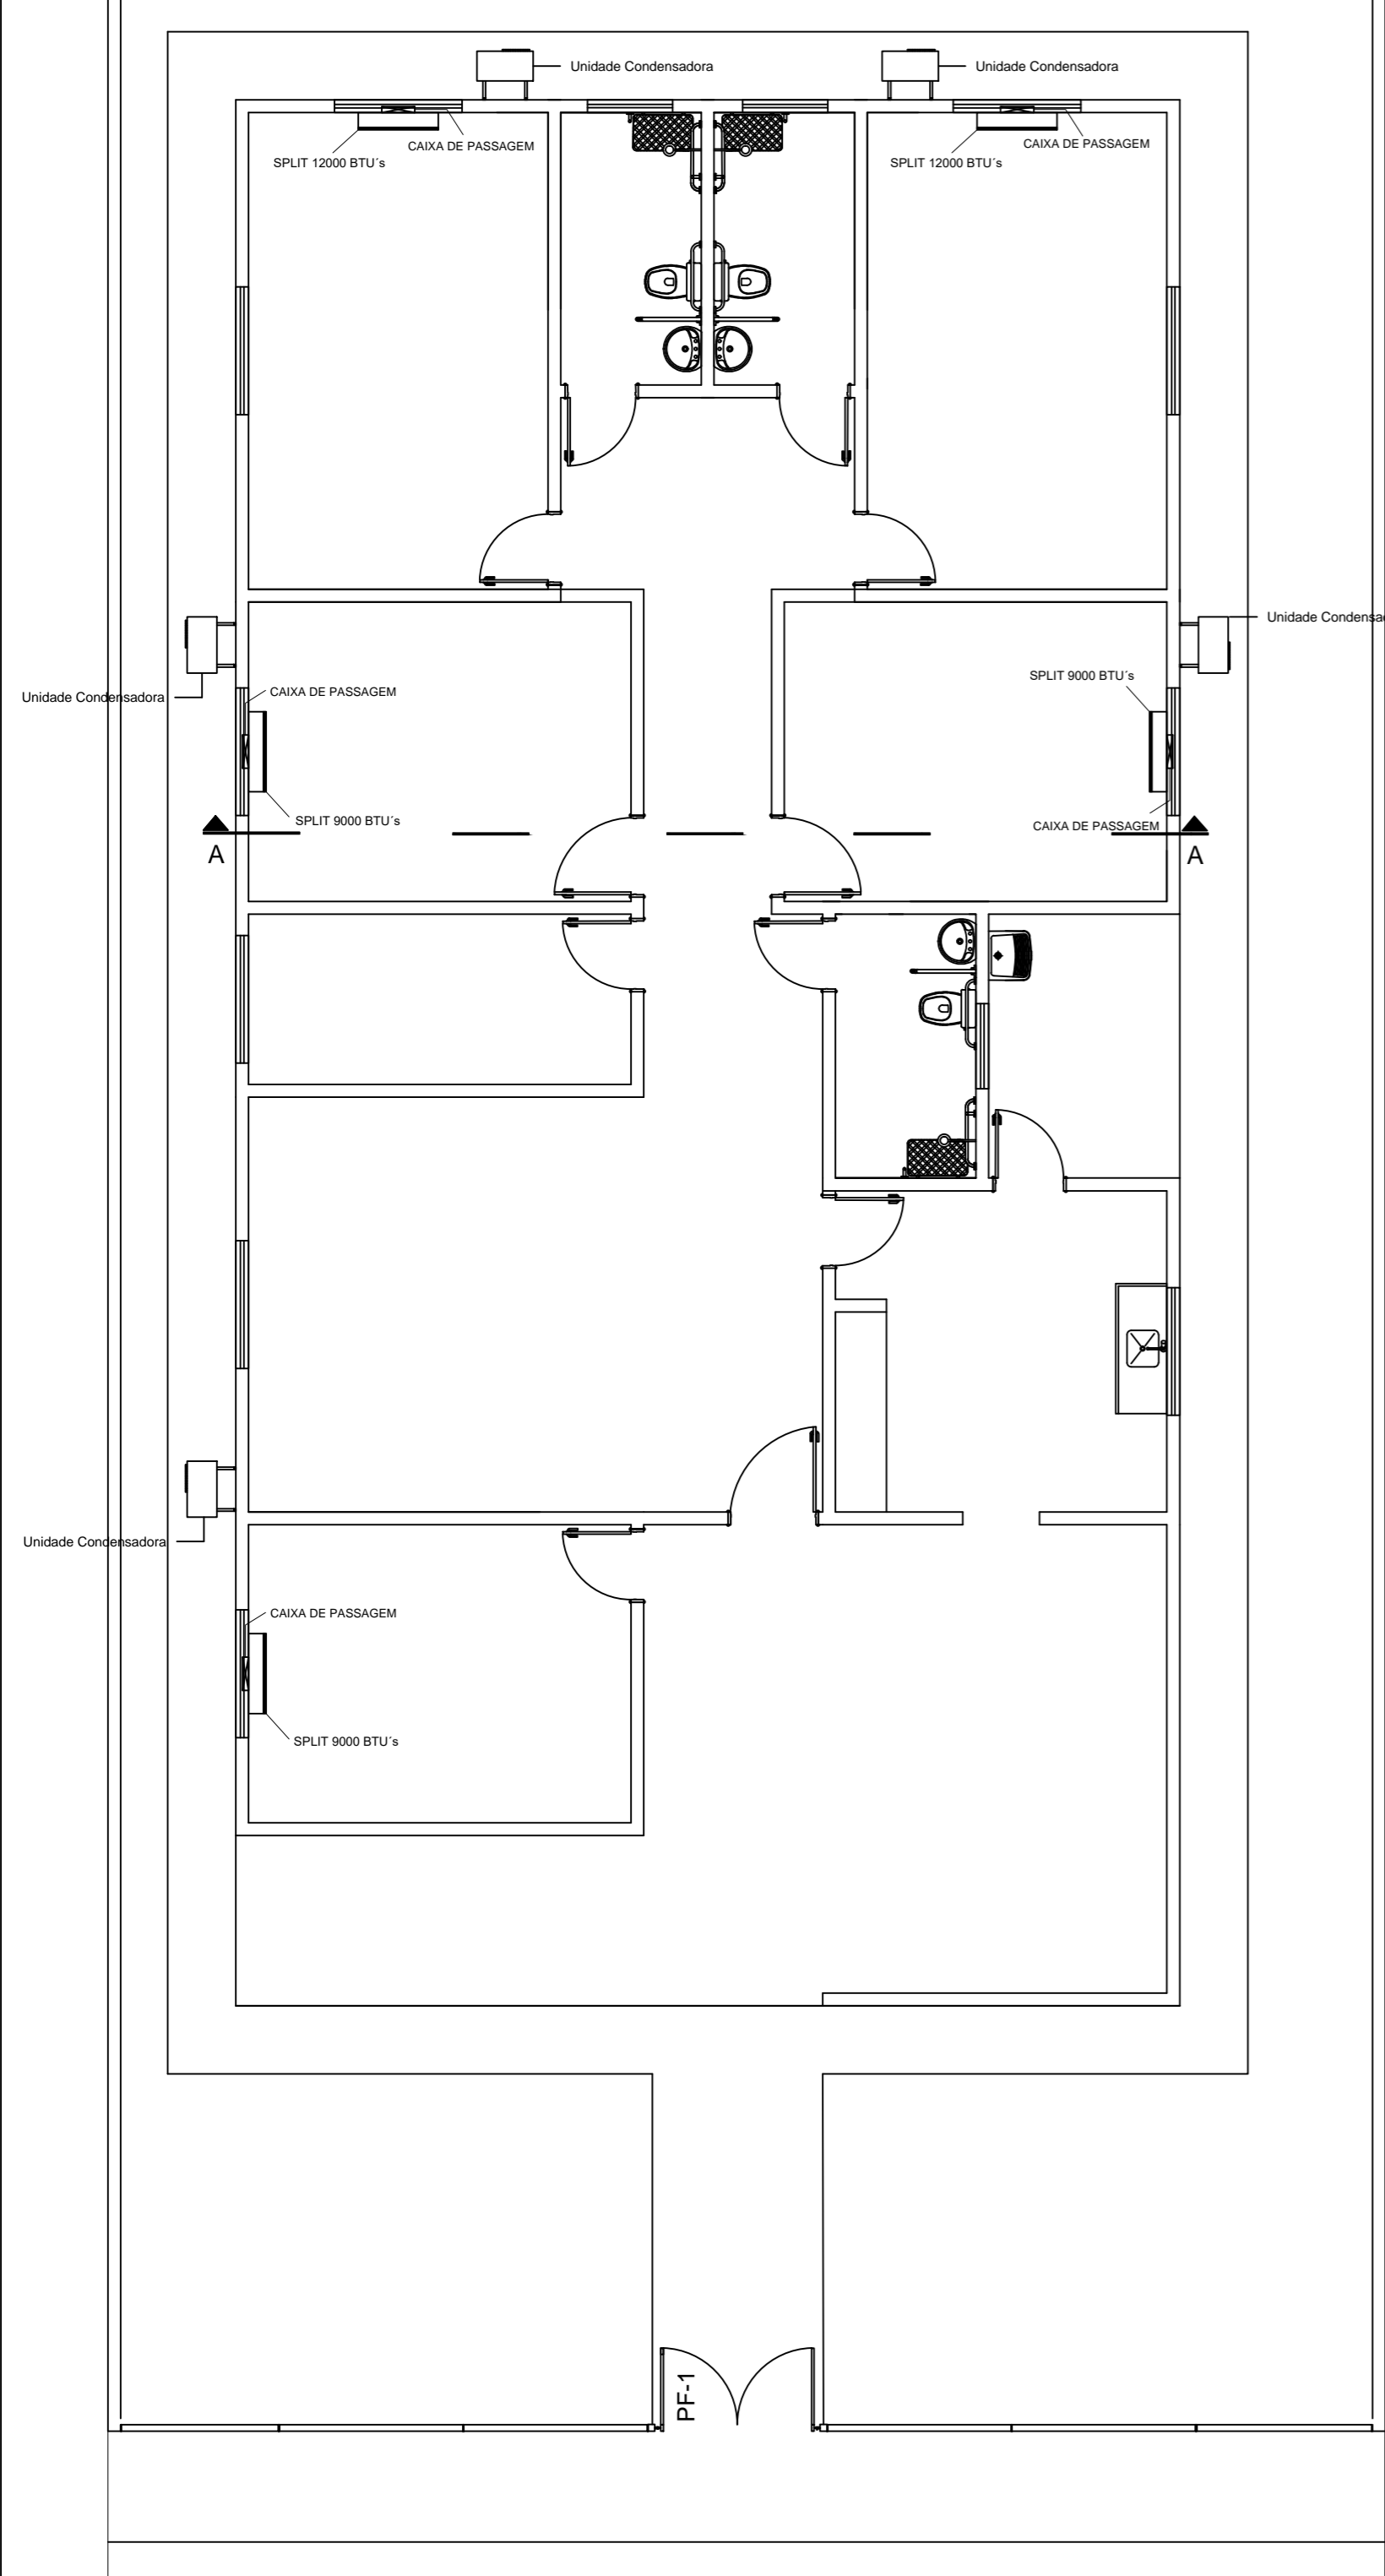 Unidade Condensadora
Unidade Condensadora
CAIXA DE PASSAGEM
SPLIT 12000 BTU´s
CAIXA DE PASSAGEM
SPLIT 12000 BTU´s
Unidade Condensa
Unidade Condensadora
CAIXA DE PASSAGEM
SPLIT 9000 BTU´s
SPLIT 9000 BTU´s
CAIXA DE PASSAGEM
A
A
Unidade Condensadora
CAIXA DE PASSAGEM
SPLIT 9000 BTU´s
PF-1